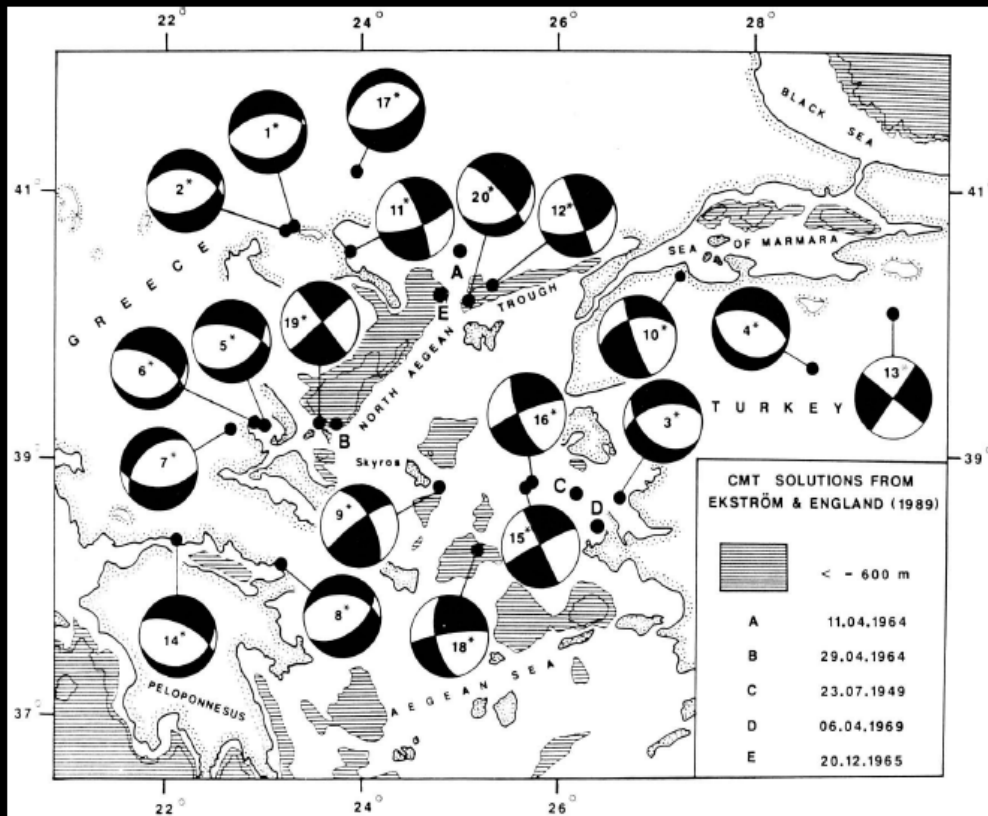 22° 24° 26° 28
BLACK SEA
17*
1*
41° 2* 41°
11* 20* 12*
SEA OF MARMARA
A
GREECE
E
NORTH AEGEAN TROUGH
19* 10* 4*
5*
13*
6*
TURKEY
16* 3*
B
39° Skyros 39°
7* C
D
9* 15*
8*
14* 18*
PELOPONNESUS
AEGEAN SEA
37° 37°
22° 24° 26°
CMT SOLUTIONS FROM
EKSTRÖM & ENGLAND (1989)
< - 600 m
A 11.04.1964
B 29.04.1964
C 23.07.1949
D 06.04.1969
E 20.12.1965